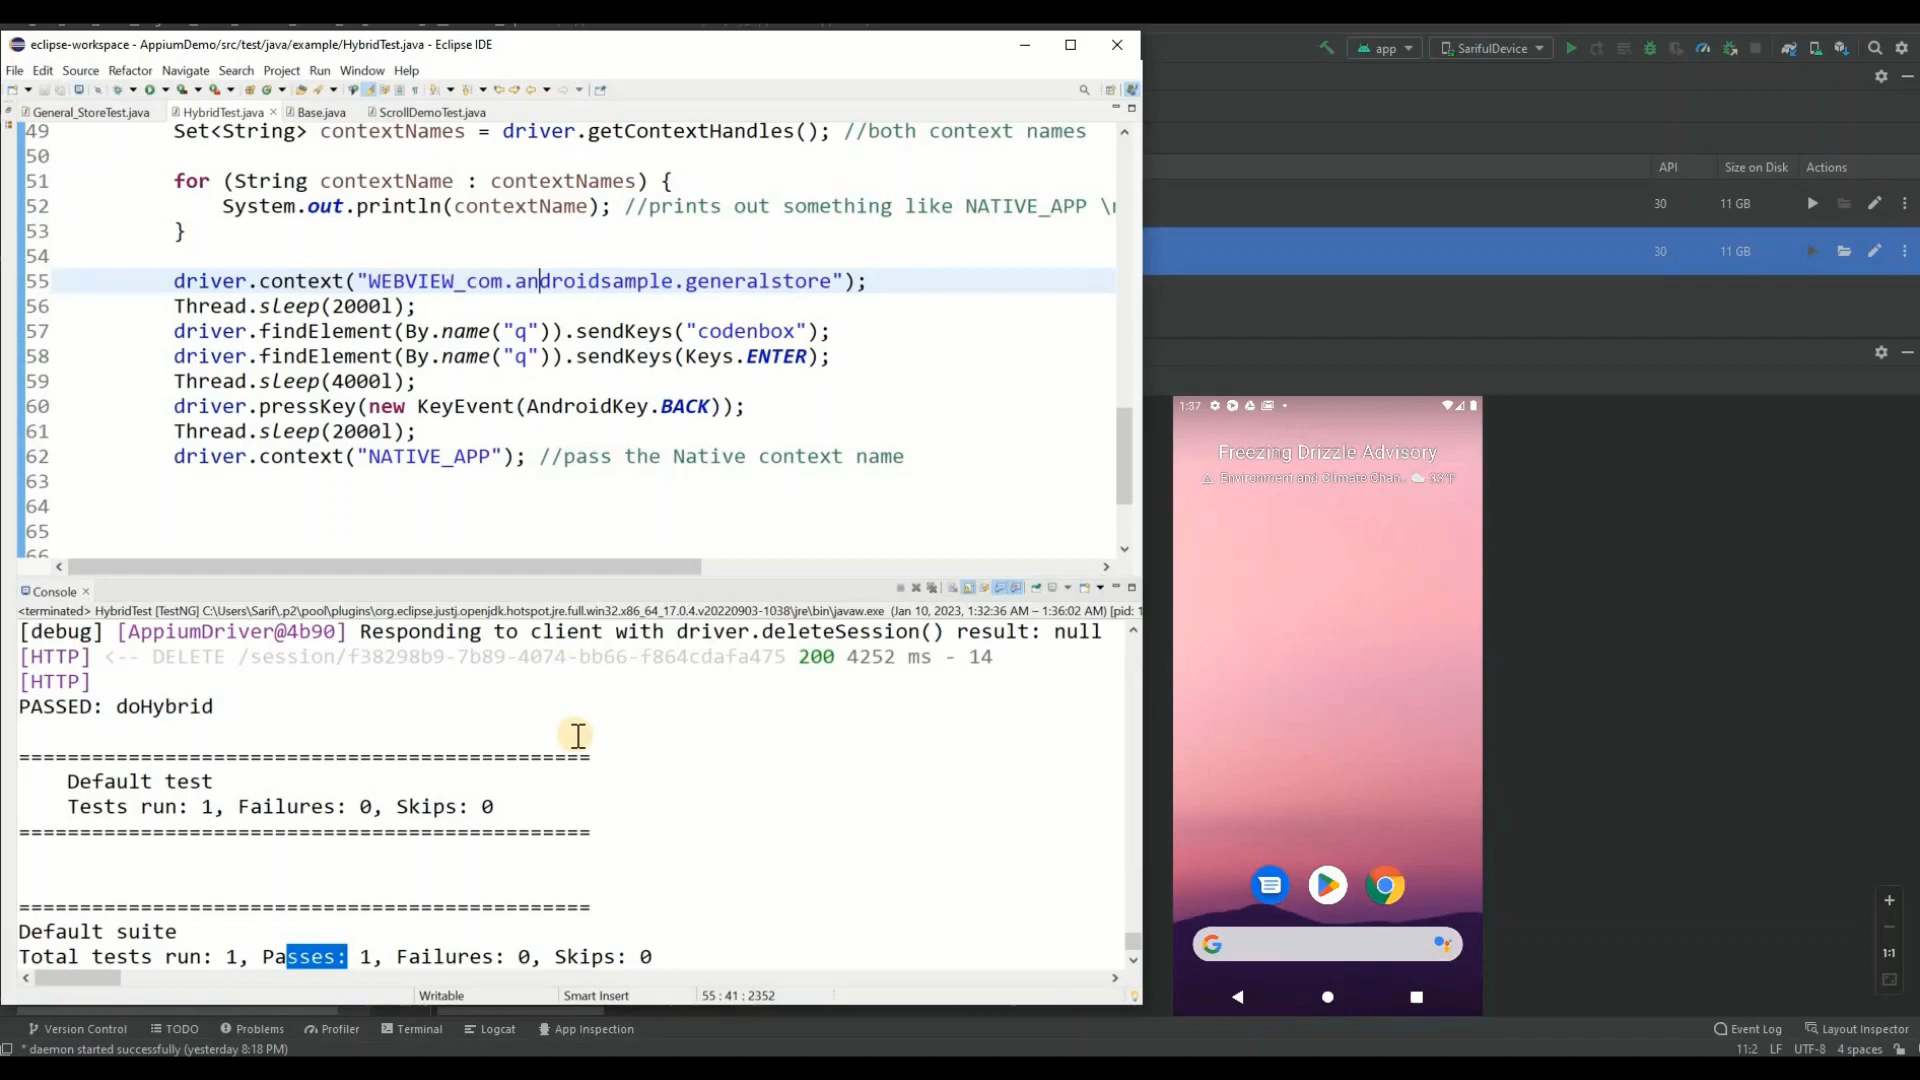 eclipse-workspace - AppiumDemo/src/test/java/example/HybridTest.java - Eclipse IDE
File Edit Source Refactor Navigate Search Project Run Window Help
General_StoreTest.java HybridTest.java Base.java ScrollDemoTest.java
49 Set<String> contextNames = driver.getContextHandles(); //both context names
50
51 for (String contextName : contextNames) {
52 System.out.println(contextName); //prints out something like NATIVE_APP \
53 }
54
55 driver.context("WEBVIEW_com.androidsample.generalstore");
56 Thread.sleep(2000l);
57 driver.findElement(By.name("q")).sendKeys("codenbox");
58 driver.findElement(By.name("q")).sendKeys(Keys.ENTER);
59 Thread.sleep(4000l);
60 driver.pressKey(new KeyEvent(AndroidKey.BACK));
61 Thread.sleep(2000l);
62 driver.context("NATIVE_APP"); //pass the Native context name
63
64
65
66
Console
<terminated> HybridTest [TestNG] C:\Users\Sarif\.p2\pool\plugins\org.eclipse.justj.openjdk.hotspot.jre.full.win32.x86_64_17.0.4.v20220903-1038\jre\bin\javaw.exe (Jan 10, 2023, 1:32:36 AM – 1:36:02 AM) [pid: 1
[debug] [AppiumDriver@4b90] Responding to client with driver.deleteSession() result: null
[HTTP] <-- DELETE /session/f38298b9-7b89-4074-bb66-f864cdafa475 200 4252 ms - 14
[HTTP]
PASSED: doHybrid
===============================================
Default test
Tests run: 1, Failures: 0, Skips: 0
===============================================
===============================================
Default suite
Total tests run: 1, Passes: 1, Failures: 0, Skips: 0
Writable Smart Insert 55 : 41 : 2352
app SarifulDevice
API Size on Disk Actions
30 11 GB
30 11 GB
1:37
Freezing Drizzle Advisory
Environment and Climate Chan… 33°F
1:1
Version Control TODO Problems Profiler Terminal Logcat App Inspection Event Log Layout Inspector
* daemon started successfully (yesterday 8:18 PM) 11:2 LF UTF-8 4 spaces